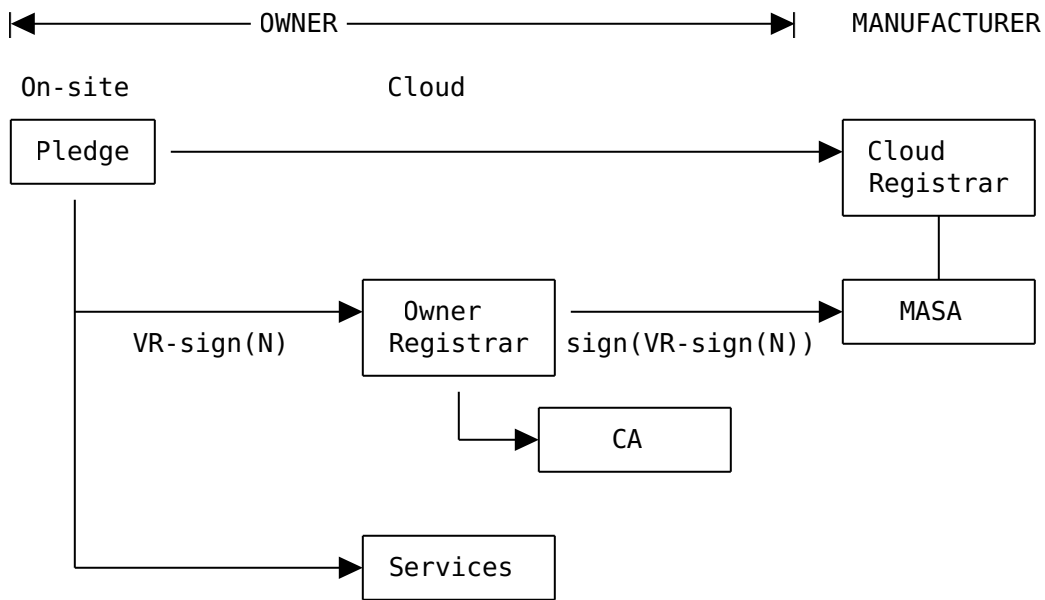 OWNER MANUFACTURER
On-site Cloud
Pledge
Cloud
Registrar
Owner
Registrar
MASA
VR-sign(N)
sign(VR-sign(N))
CA
Services